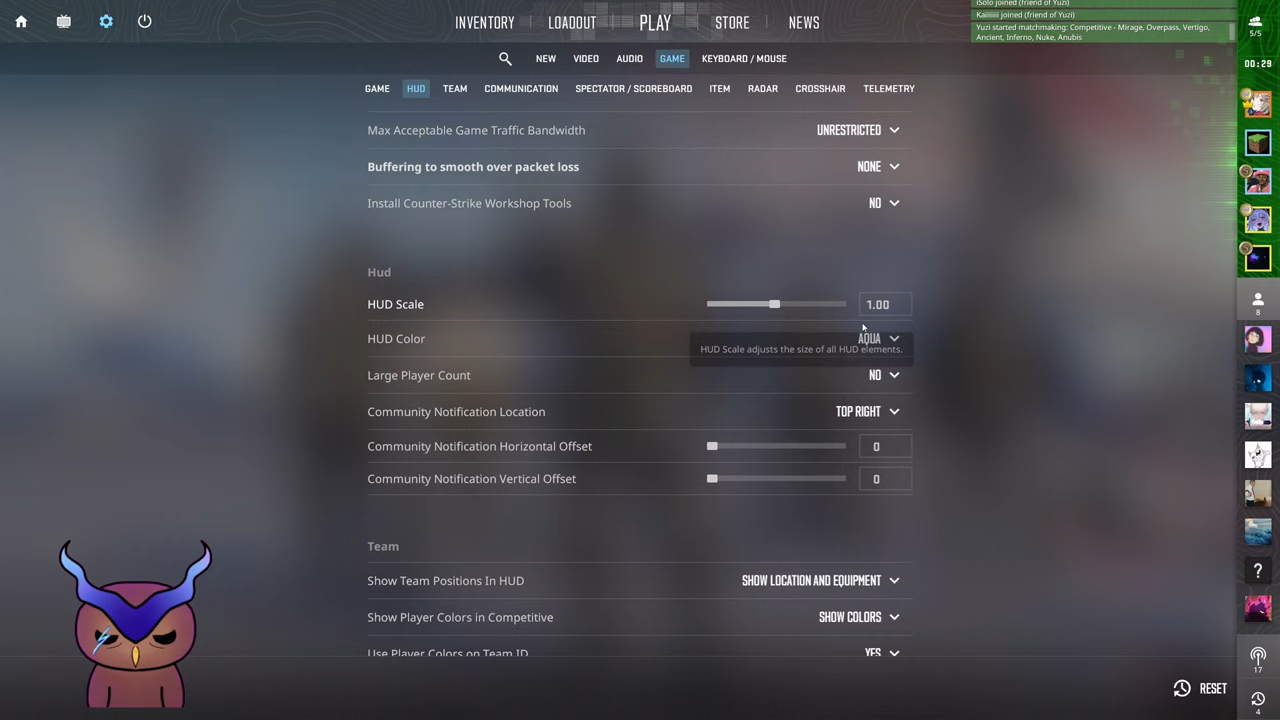 INVENTORY
LOADOUT
PLAY
STORE
NEWS
iSolo joined (friend of Yuzi)
Kaiiiiiii joined (friend of Yuzi)
Yuzi started matchmaking: Competitive - Mirage, Overpass, Vertigo,
Ancient, Inferno, Nuke, Anubis
5/5
NEW
VIDEO
AUDIO
GAME
KEYBOARD / MOUSE
00:29
GAME
HUD
TEAM
COMMUNICATION
SPECTATOR / SCOREBOARD
ITEM
RADAR
CROSSHAIR
TELEMETRY
Max Acceptable Game Traffic Bandwidth UNRESTRICTED
Buffering to smooth over packet loss NONE
Install Counter-Strike Workshop Tools NO
Hud
HUD Scale 1.00
8
HUD Color AQUA
HUD Scale adjusts the size of all HUD elements.
Large Player Count NO
Community Notification Location TOP RIGHT
Community Notification Horizontal Offset 0
Community Notification Vertical Offset 0
Team
?
Show Team Positions In HUD SHOW LOCATION AND EQUIPMENT
Show Player Colors in Competitive SHOW COLORS
Use Player Colors on Team ID YES
17
RESET
4